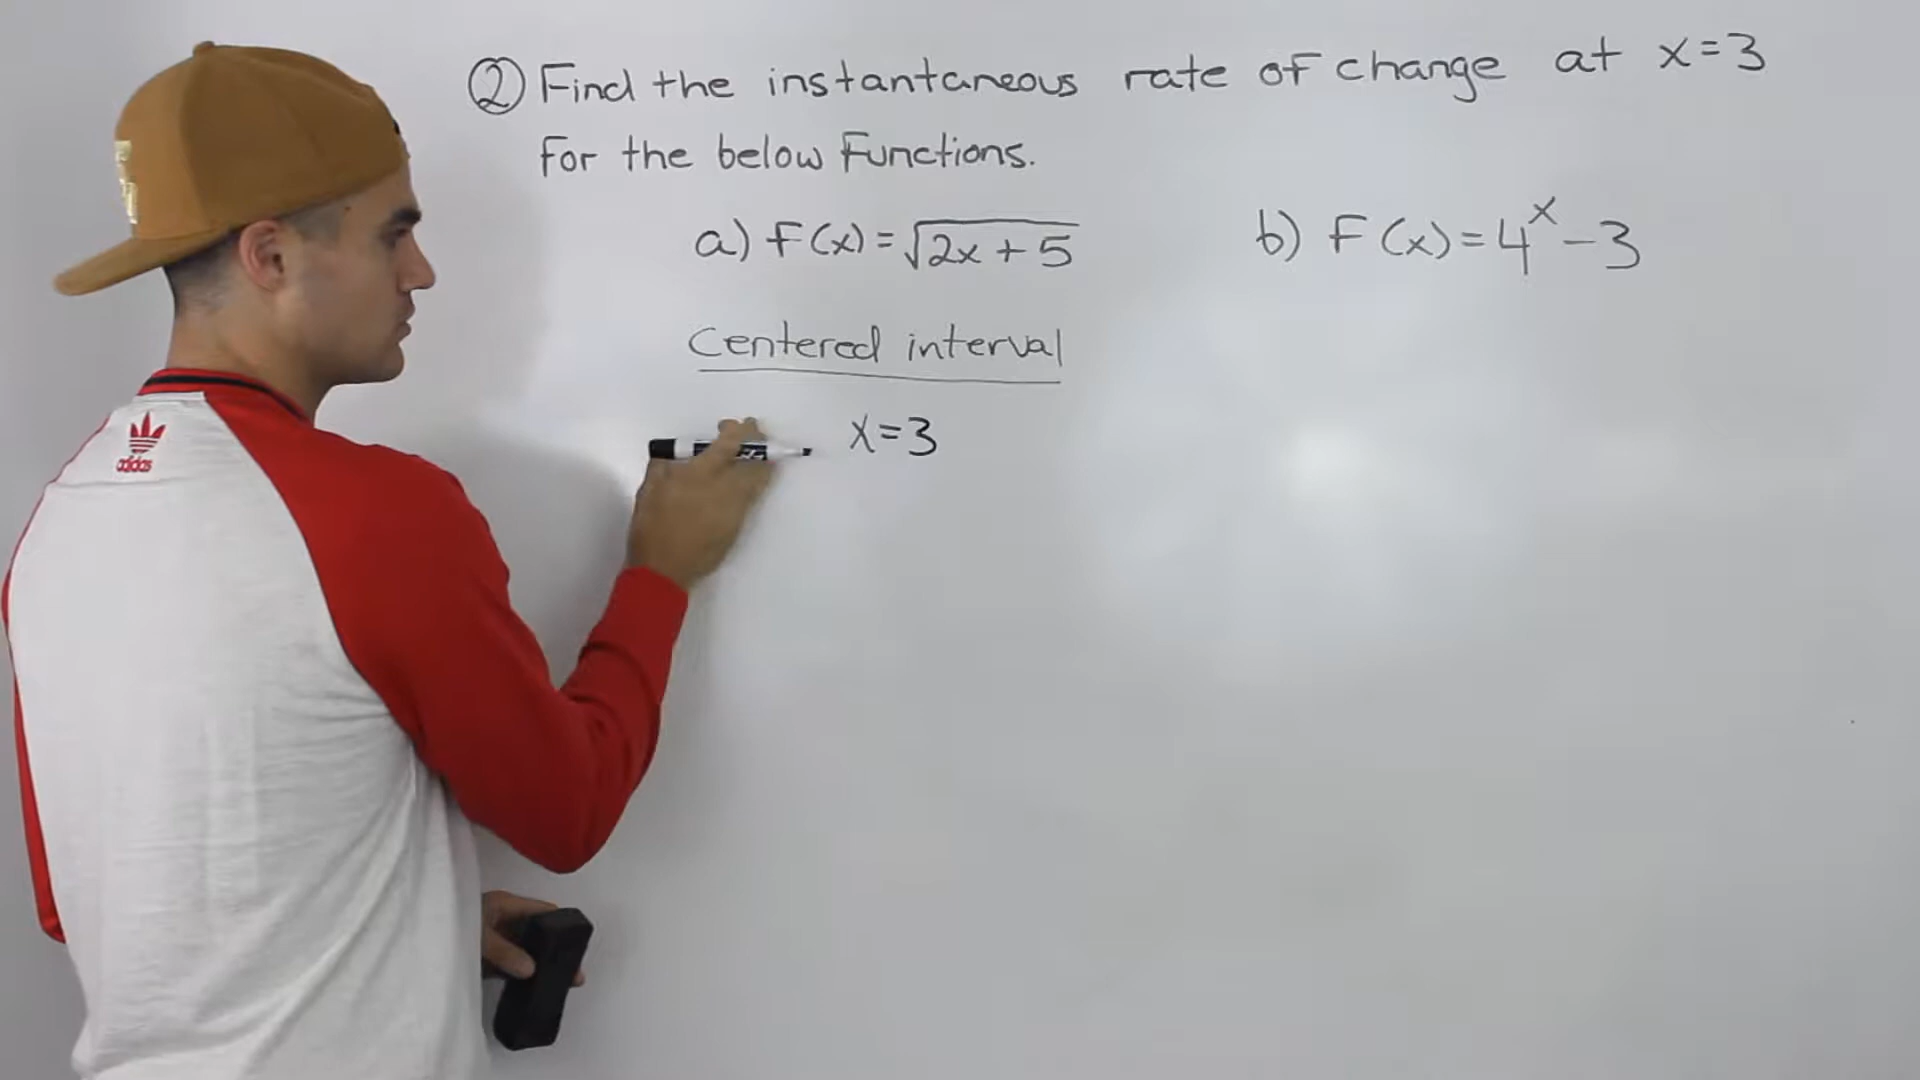 ② Find the instantaneous rate of change at x=3
for the below functions.
a) f(x)=√2x+5
b) f(x)=4ˣ-3
Centered interval
x=3
adidas